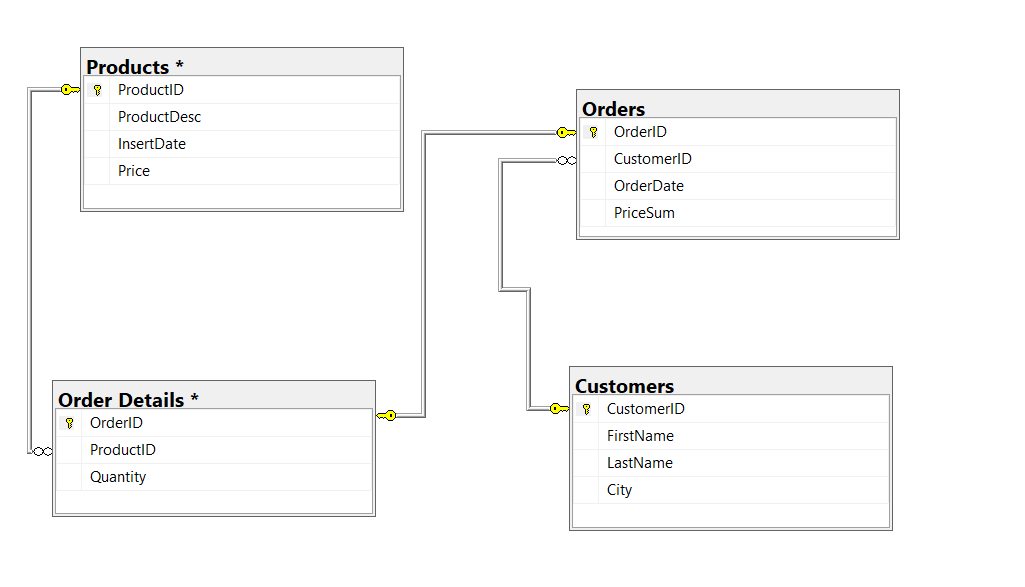 Products *
ProductID
ProductDesc
InsertDate
Price
Orders
OrderID
CustomerID
OrderDate
PriceSum
Order Details *
OrderID
ProductID
Quantity
Customers
CustomerID
FirstName
LastName
City